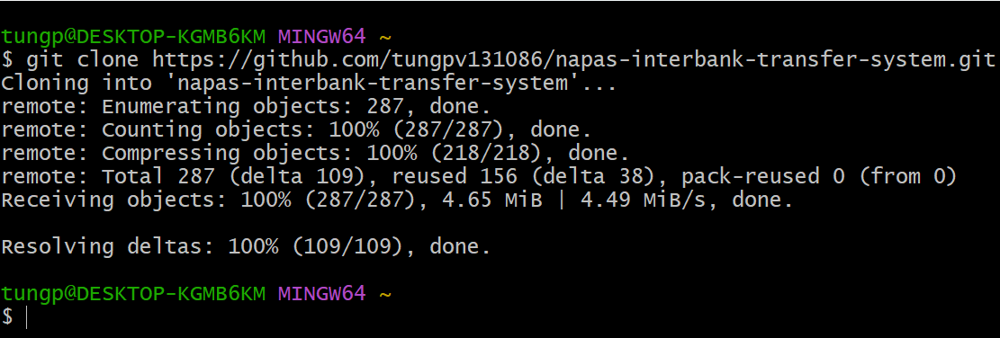 tungp@DESKTOP-KGMB6KM MINGW64 ~
$ git clone https://github.com/tungpv131086/napas-interbank-transfer-system.git
Cloning into 'napas-interbank-transfer-system'...
remote: Enumerating objects: 287, done.
remote: Counting objects: 100% (287/287), done.
remote: Compressing objects: 100% (218/218), done.
remote: Total 287 (delta 109), reused 156 (delta 38), pack-reused 0 (from 0)
Receiving objects: 100% (287/287), 4.65 MiB | 4.49 MiB/s, done.
Resolving deltas: 100% (109/109), done.
tungp@DESKTOP-KGMB6KM MINGW64 ~
$